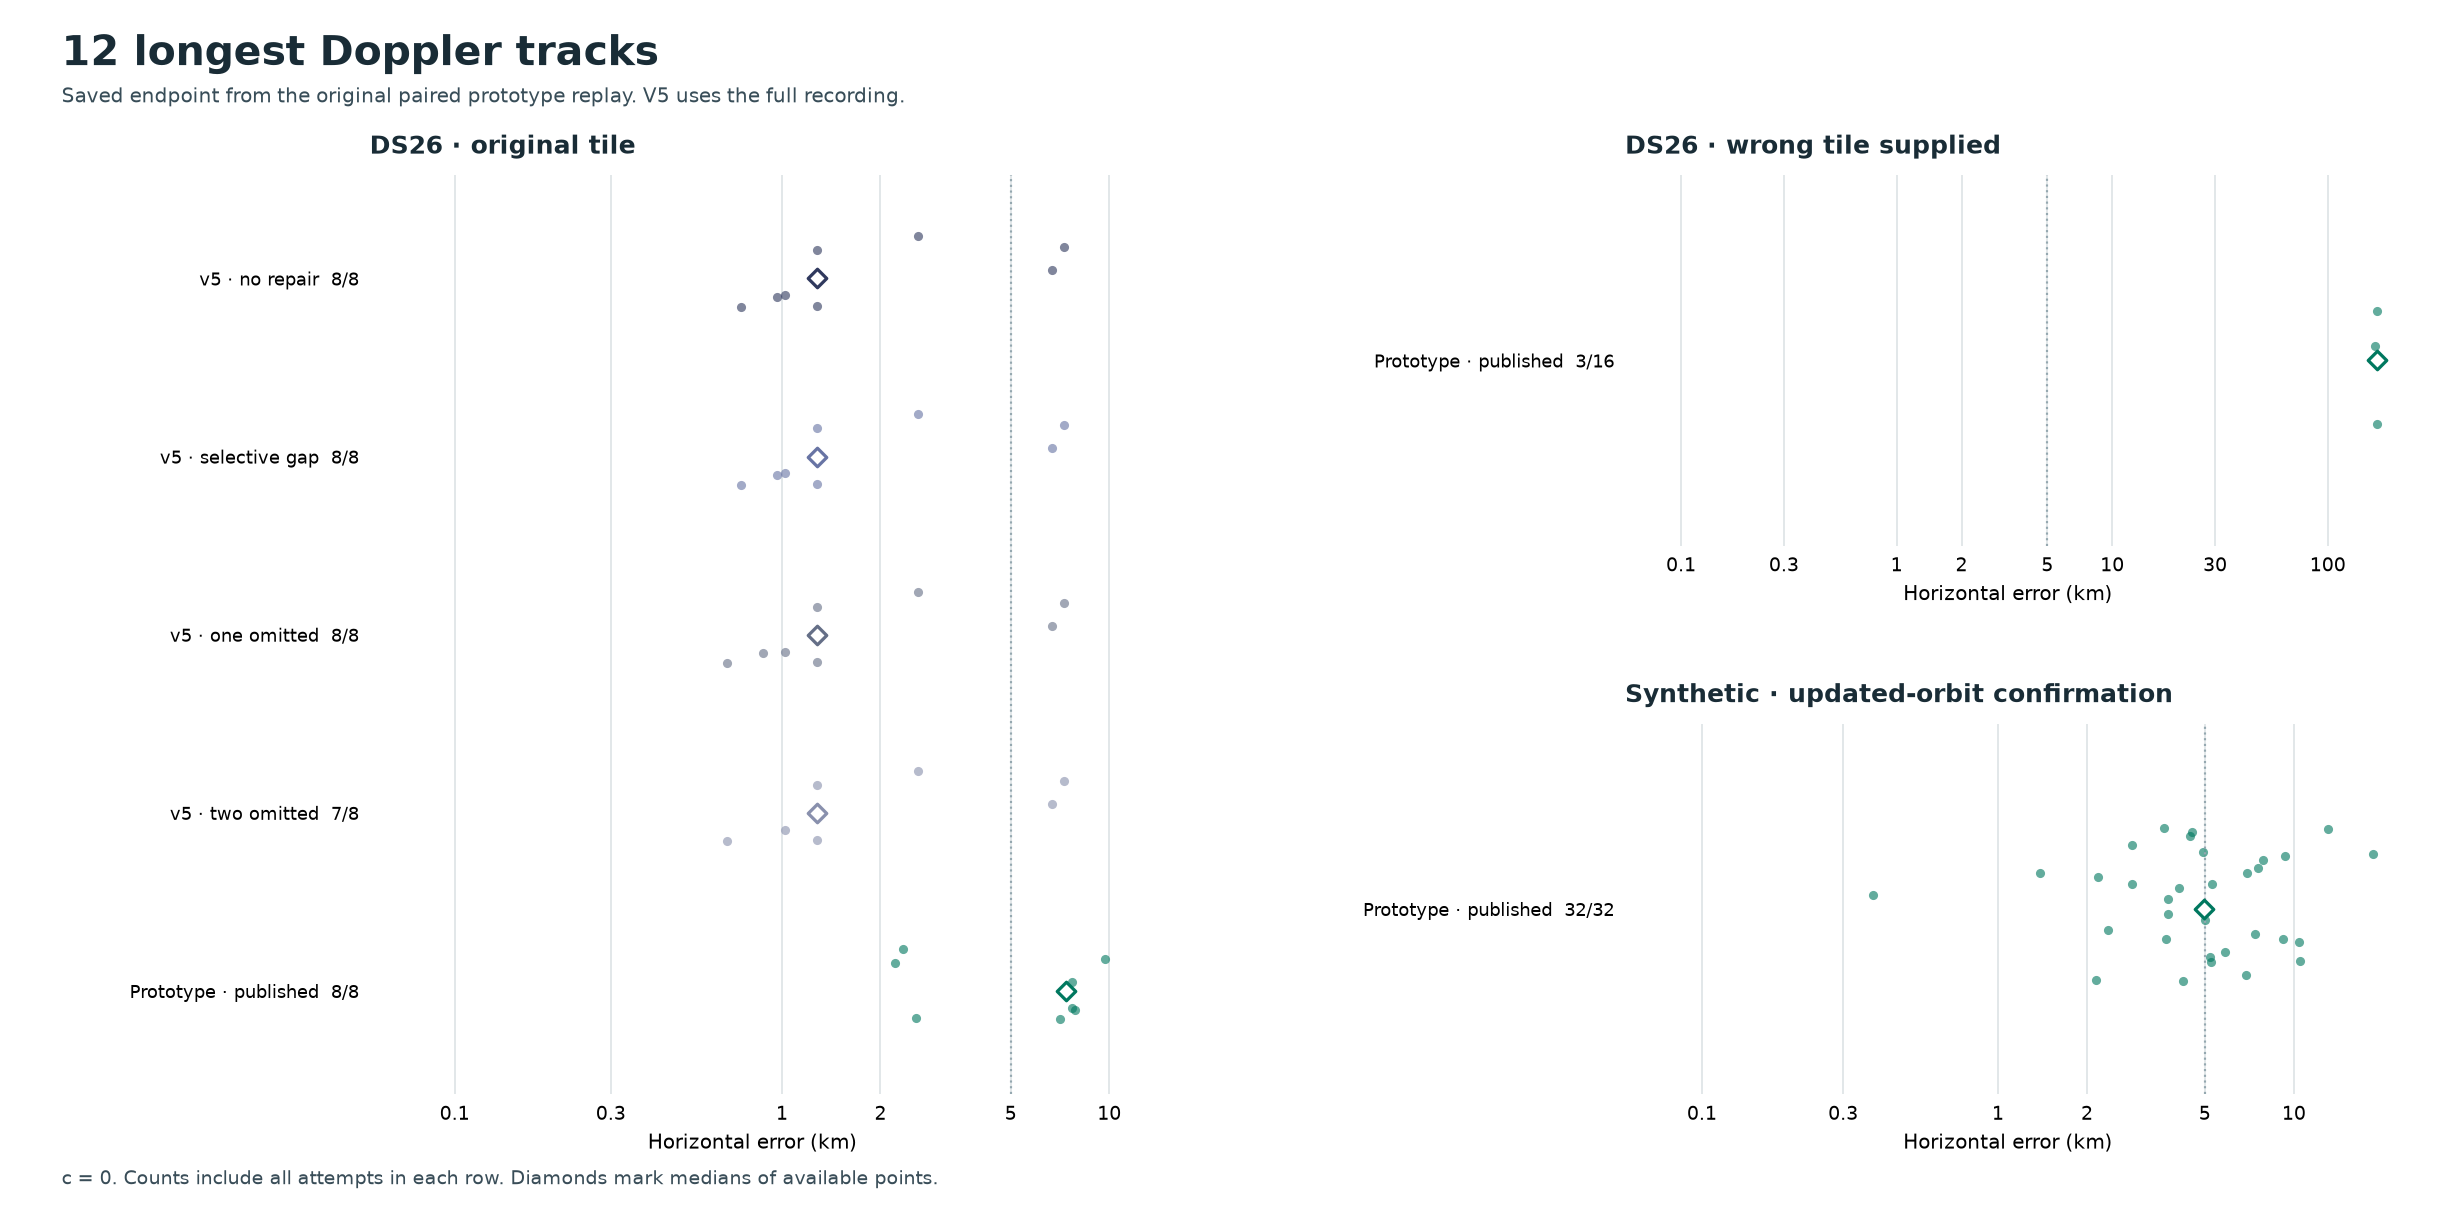 12 longest Doppler tracks
Saved endpoint from the original paired prototype replay. V5 uses the full recording.
DS26 · original tile
v5 · no repair 8/8
v5 · selective gap 8/8
v5 · one omitted 8/8
v5 · two omitted 7/8
Prototype · published 8/8
0.1 0.3 1 2 5 10
Horizontal error (km)
DS26 · wrong tile supplied
Prototype · published 3/16
0.1 0.3 1 2 5 10 30 100
Horizontal error (km)
Synthetic · updated-orbit confirmation
Prototype · published 32/32
0.1 0.3 1 2 5 10
Horizontal error (km)
c = 0. Counts include all attempts in each row. Diamonds mark medians of available points.